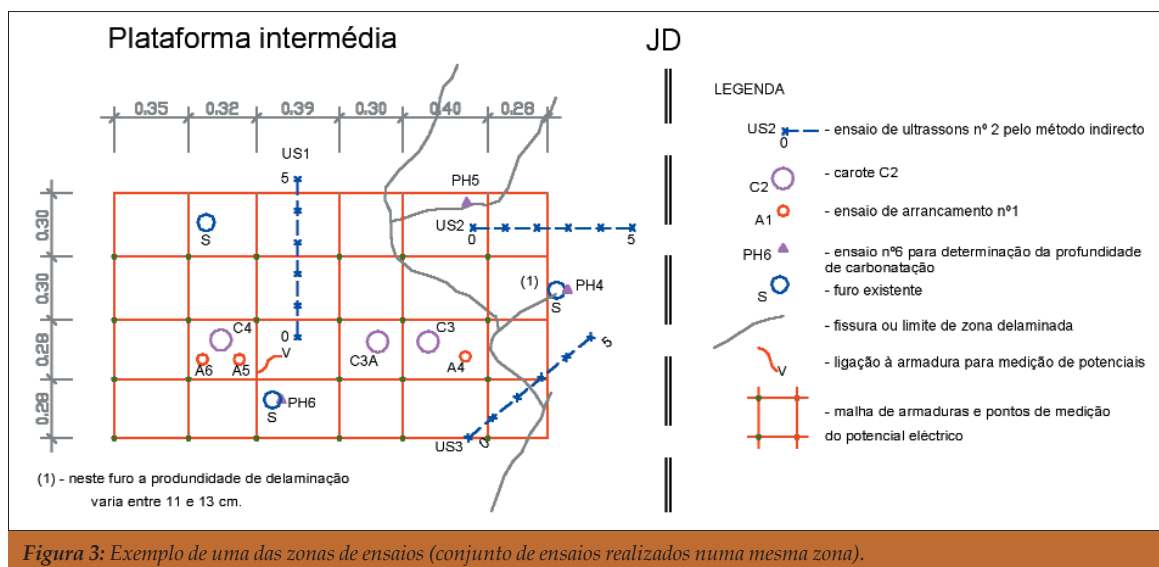 Plataforma intermédia
JD
0.35 0.32 0.39 0.30 0.40 0.28
US1
5
0
0.30
0.30
0.28
0.28
S
PH5
US2
0
5
(1)
S
PH4
C4
A6
A5
V
C3A
C3
A4
S
PH6
US3
0
5
(1) - neste furo a produndidade de delaminação
varia entre 11 e 13 cm.
LEGENDA
US2
0
- ensaio de ultrassons nº 2 pelo método indirecto
C2
- carote C2
A1
- ensaio de arrancamento nº1
PH6
- ensaio nº6 para determinação da profundidade
de carbonatação
S
- furo existente
- fissura ou limite de zona delaminada
V
- ligação à armadura para medição de potenciais
- malha de armaduras e pontos de medição
do potencial eléctrico
Figura 3: Exemplo de uma das zonas de ensaios (conjunto de ensaios realizados numa mesma zona).